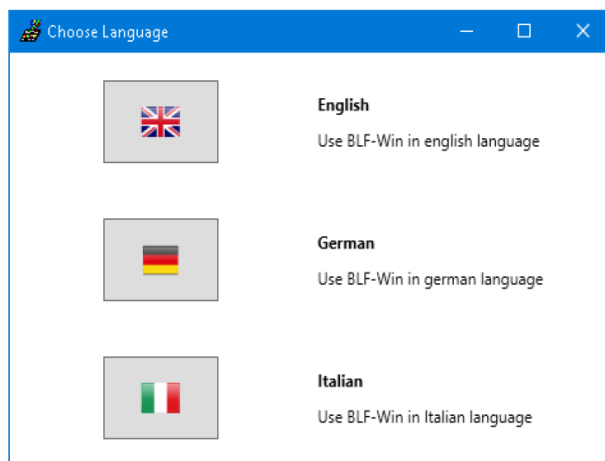 Choose Language
English
Use BLF-Win in english language
German
Use BLF-Win in german language
Italian
Use BLF-Win in Italian language